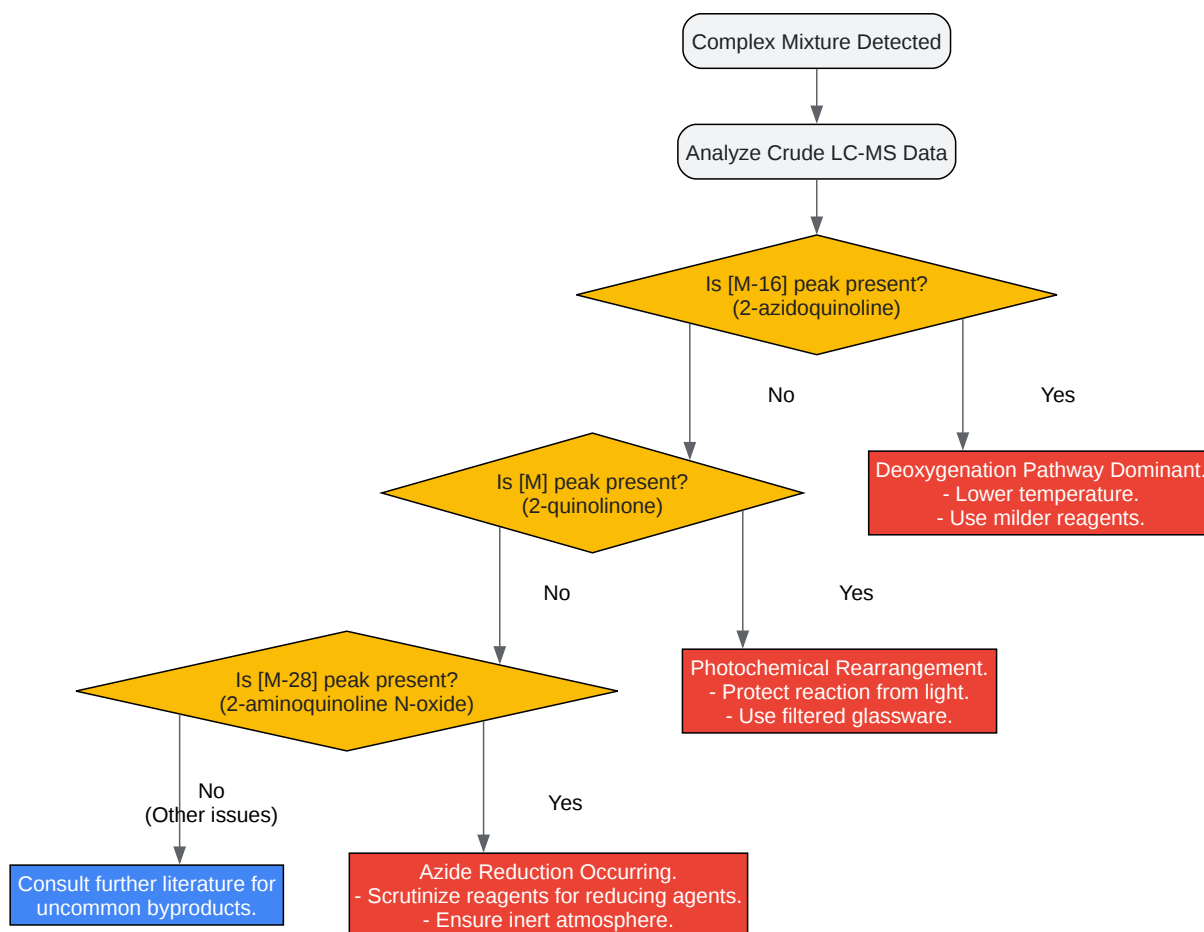 Complex Mixture Detected
Analyze Crude LC-MS Data
Is [M-16] peak present?
(2-azidoquinoline)
No
Yes
Is [M] peak present?
(2-quinolinone)
Deoxygenation Pathway Dominant.
- Lower temperature.
- Use milder reagents.
No
Yes
Is [M-28] peak present?
(2-aminoquinoline N-oxide)
Photochemical Rearrangement.
- Protect reaction from light.
- Use filtered glassware.
No
(Other issues)
Yes
Consult further literature for
uncommon byproducts.
Azide Reduction Occurring.
- Scrutinize reagents for reducing agents.
- Ensure inert atmosphere.